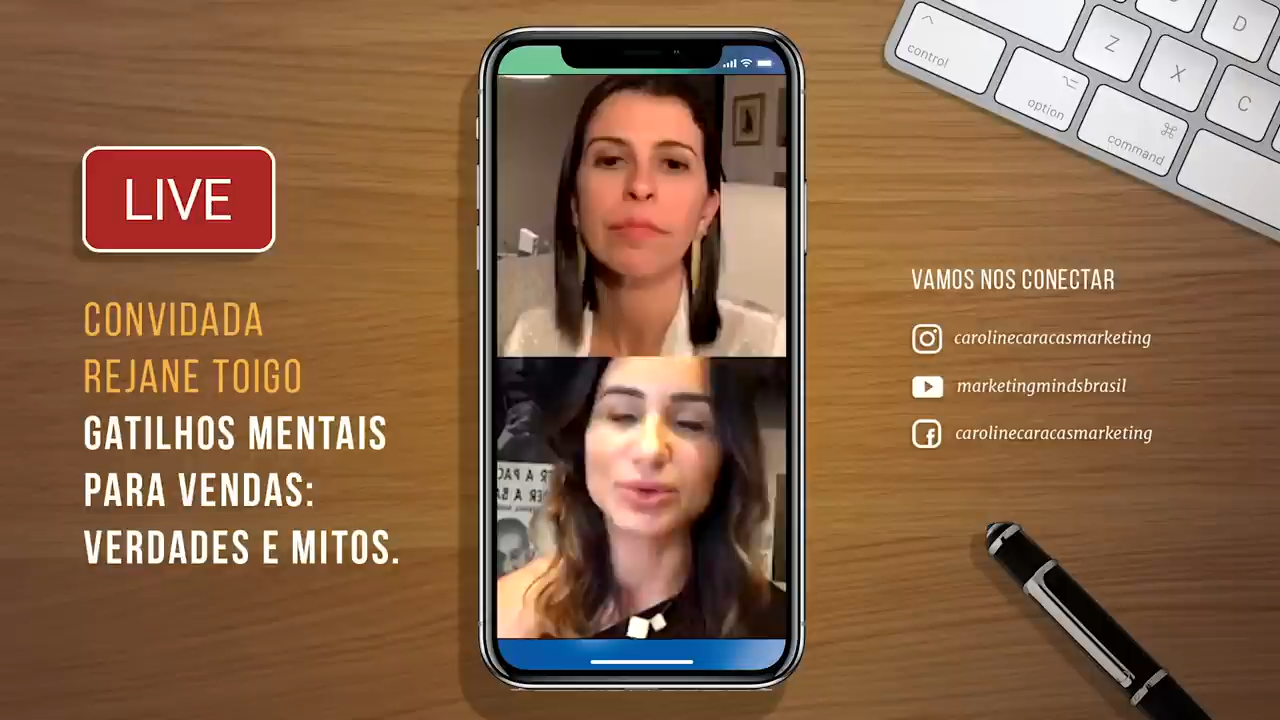 LIVE
CONVIDADA
REJANE TOIGO
GATILHOS MENTAIS
PARA VENDAS:
VERDADES E MITOS.
VAMOS NOS CONECTAR
carolinecaracasmarketing
marketingmindsbrasil
carolinecaracasmarketing
control
option
command
Z
X
C
D